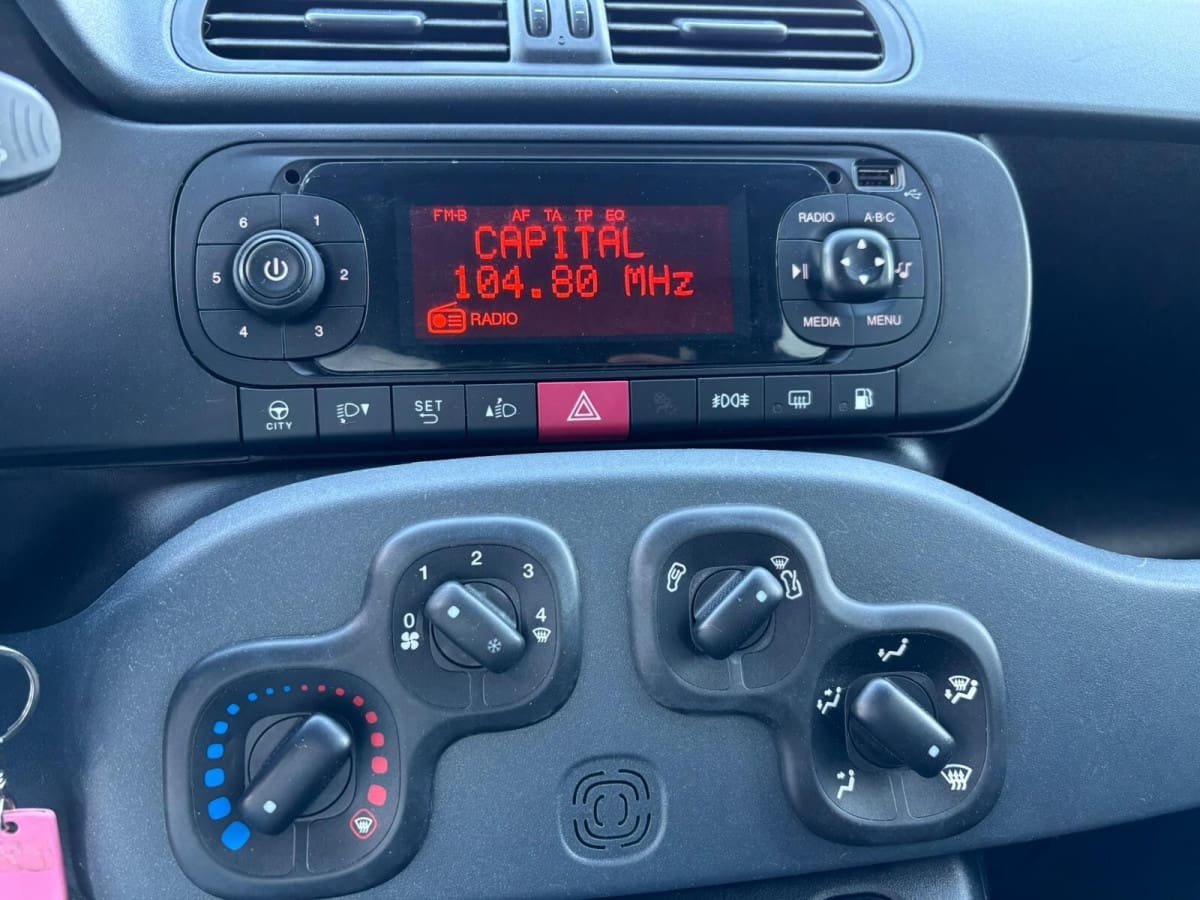 FM-B AF TA TP EQ
CAPITAL
104.80 MHz
RADIO
6 1
5 2
4 3
RADIO A·B·C
MEDIA MENU
CITY
SET
0 1 2 3 4